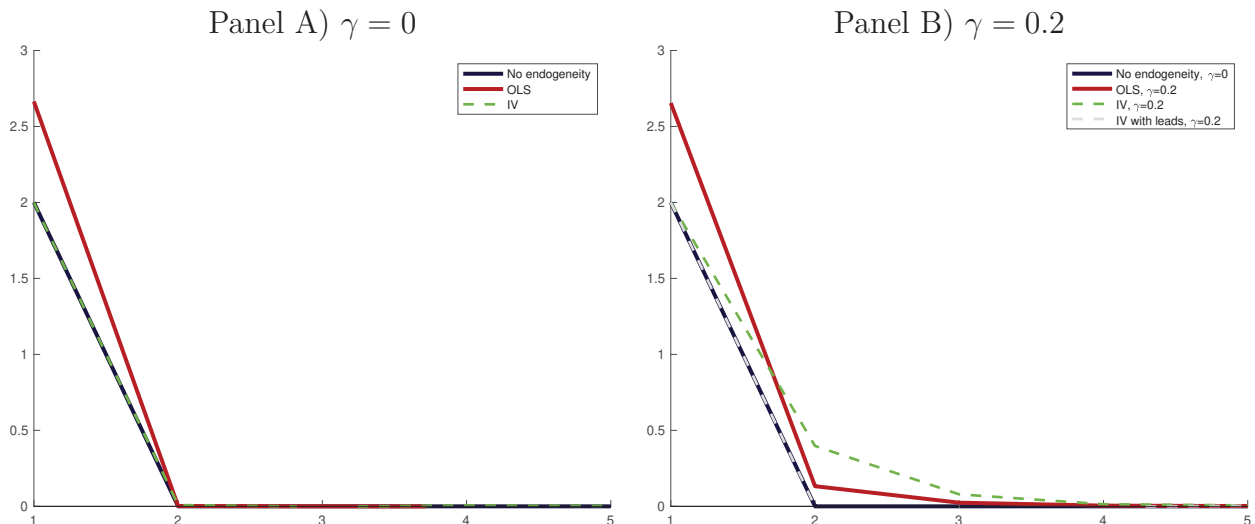 Panel A) γ = 0
3
2.5
2
1.5
1
0.5
0
1
2
3
4
5
No endogeneity
OLS
IV
Panel B) γ = 0.2
3
2.5
2
1.5
1
0.5
0
1
2
3
4
5
No endogeneity, γ=0
OLS, γ=0.2
IV, γ=0.2
IV with leads, γ=0.2